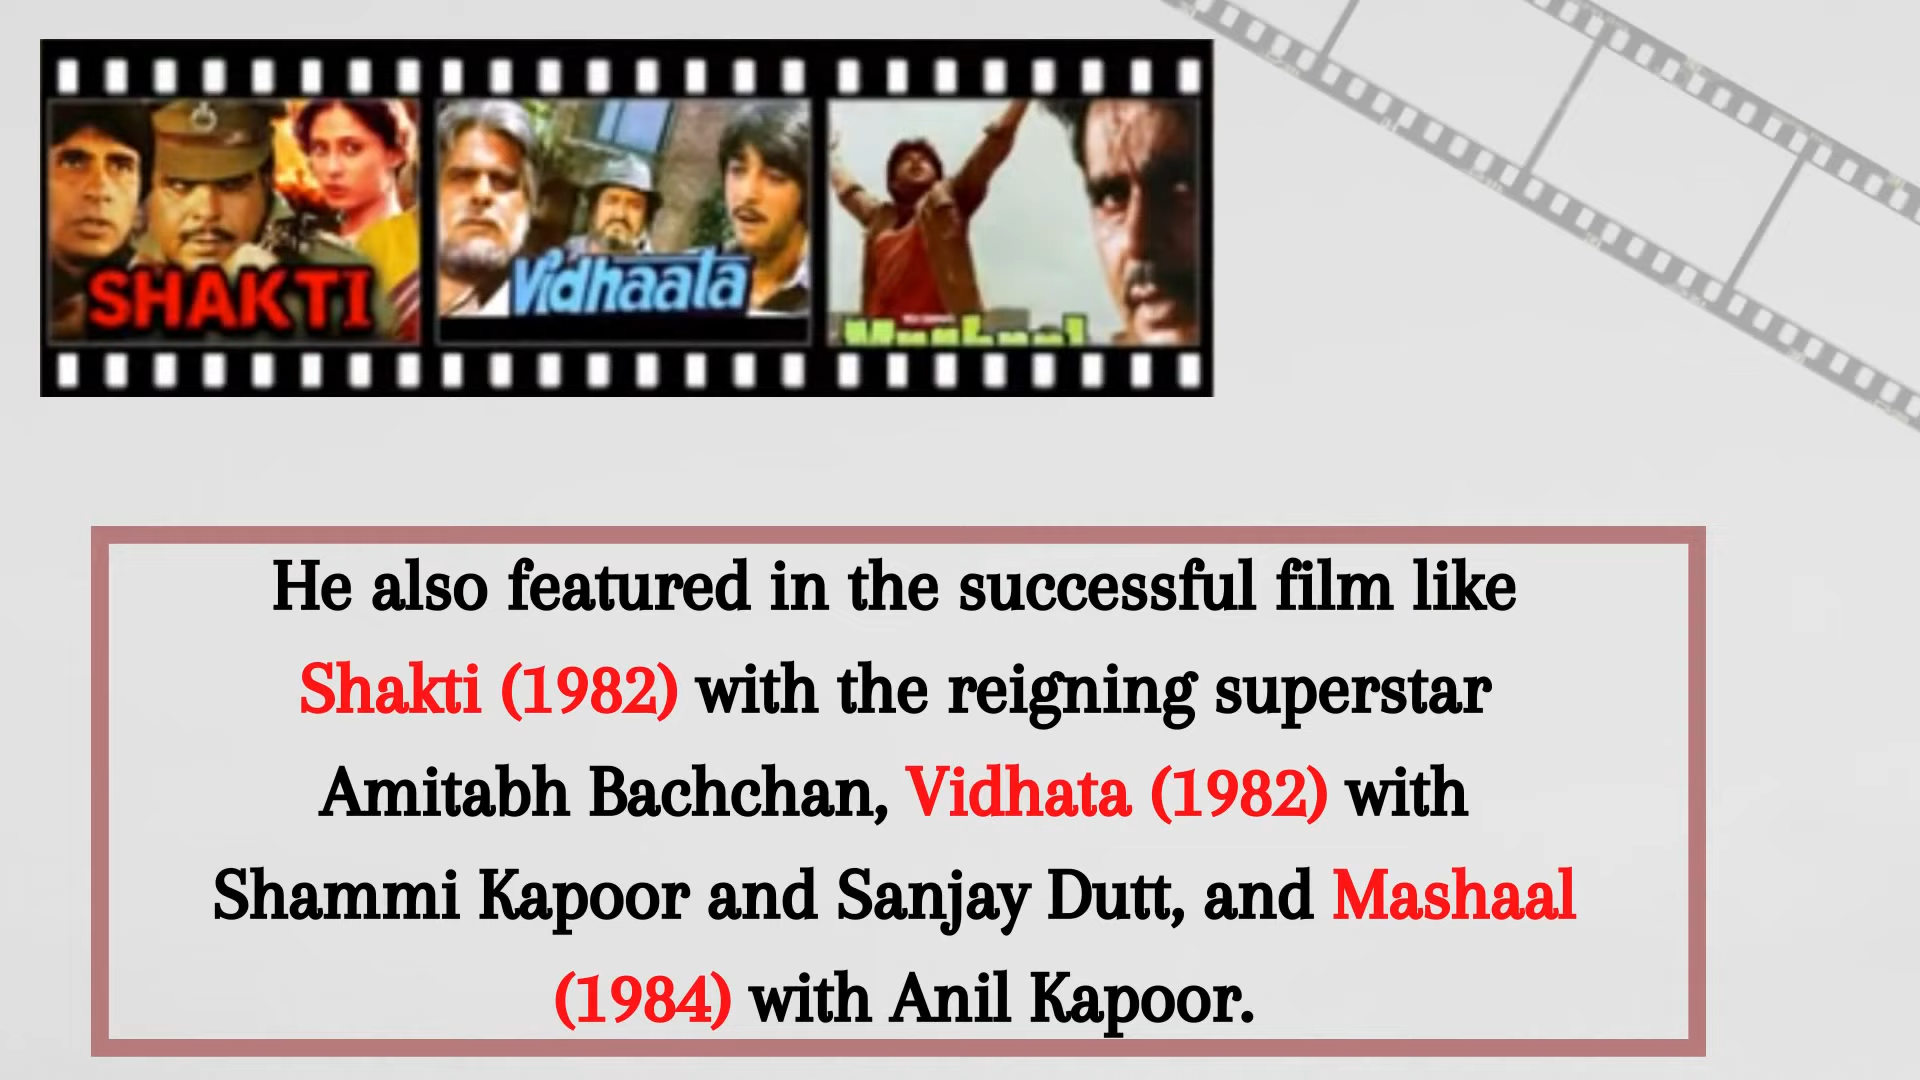 SHAKTI
Vidhaata
He also featured in the successful film like
Shakti (1982) with the reigning superstar
Amitabh Bachchan, Vidhata (1982) with
Shammi Kapoor and Sanjay Dutt, and Mashaal
(1984) with Anil Kapoor.